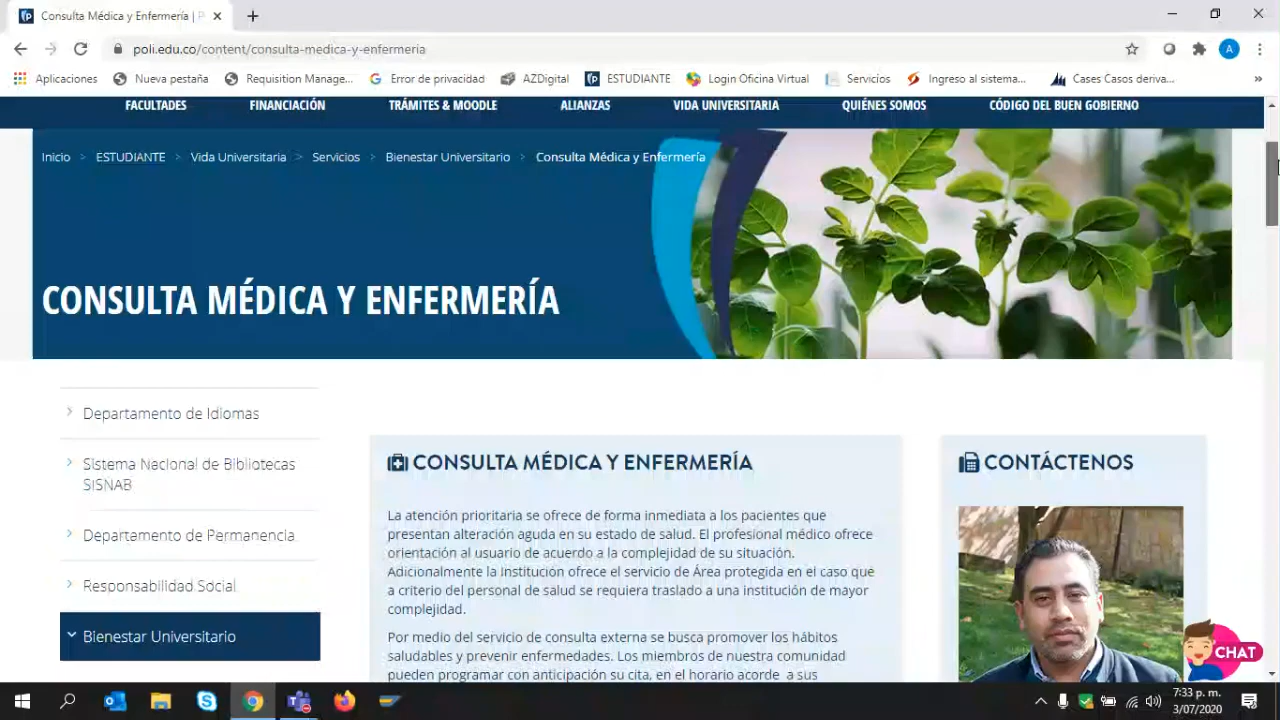 Consulta Médica y Enfermería | P
poli.edu.co/content/consulta-medica-y-enfermeria
A
Aplicaciones
Nueva pestaña
Requisition Manage...
Error de privacidad
AZDigital
ESTUDIANTE
Login Oficina Virtual
Servicios
Ingreso al sistema...
Cases Casos deriva...
»
FACULTADES
FINANCIACIÓN
TRÁMITES & MOODLE
ALIANZAS
VIDA UNIVERSITARIA
QUIÉNES SOMOS
CÓDIGO DEL BUEN GOBIERNO
Inicio > ESTUDIANTE > Vida Universitaria > Servicios > Bienestar Universitario > Consulta Médica y Enfermería
CONSULTA MÉDICA Y ENFERMERÍA
Departamento de Idiomas
Sistema Nacional de Bibliotecas
SISNAB
Departamento de Permanencia
Responsabilidad Social
Bienestar Universitario
CONSULTA MÉDICA Y ENFERMERÍA
La atención prioritaria se ofrece de forma inmediata a los pacientes que
presentan alteración aguda en su estado de salud. El profesional médico ofrece
orientación al usuario de acuerdo a la complejidad de su situación.
Adicionalmente la Institución ofrece el servicio de Área protegida en el caso que
a criterio del personal de salud se requiera traslado a una institución de mayor
complejidad.
Por medio del servicio de consulta externa se busca promover los hábitos
saludables y prevenir enfermedades. Los miembros de nuestra comunidad
pueden programar con anticipación su cita, en el horario acorde a sus
CONTÁCTENOS
CHAT
7:33 p. m.
3/07/2020